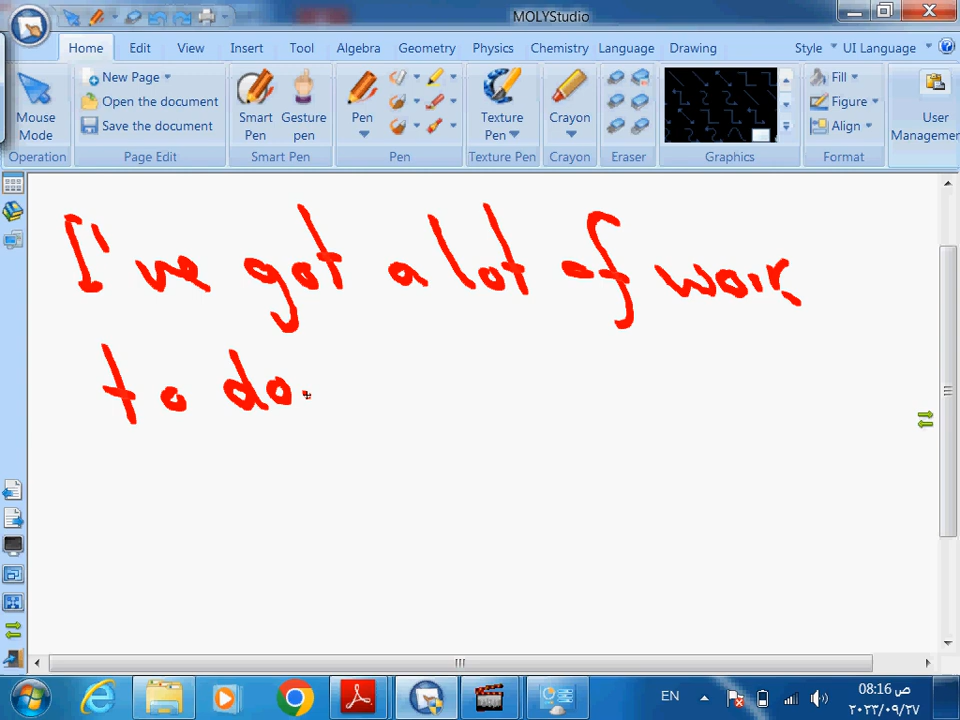 MOLYStudio
Home Edit View Insert Tool Algebra Geometry Physics Chemistry Language Drawing Style UI Language
New Page
Open the document
Save the document
Mouse Mode
Smart Pen
Gesture pen
Pen
Texture Pen
Crayon
Fill
Figure
Align
User Managemen
Operation Page Edit Smart Pen Pen Texture Pen Crayon Eraser Graphics Format
I've got a lot of work
to do.
EN
08:16 ص
٢٠٢٣/٠٩/٢٧